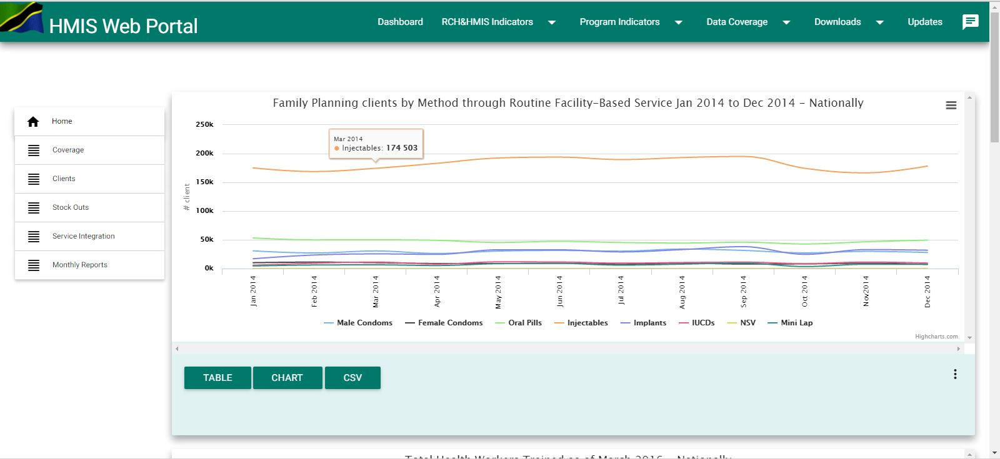 HMIS Web Portal
Dashboard RCH&HMIS Indicators Program Indicators Data Coverage Downloads Updates
Home
Coverage
Clients
Stock Outs
Service Integration
Monthly Reports
Family Planning clients by Method through Routine Facility-Based Service Jan 2014 to Dec 2014 - Nationally
Mar 2014
Injectables: 174 503
# client
250k
200k
150k
100k
50k
0k
Jan 2014 Feb 2014 Mar 2014 Apr 2014 May 2014 Jun 2014 Jul 2014 Aug 2014 Sep 2014 Oct 2014 Nov2014 Dec 2014
Male Condoms Female Condoms Oral Pills Injectables Implants IUCDs NSV Mini Lap
Highcharts.com
TABLE CHART CSV
Total Health Workers Trained as of March 2016 - Nationally